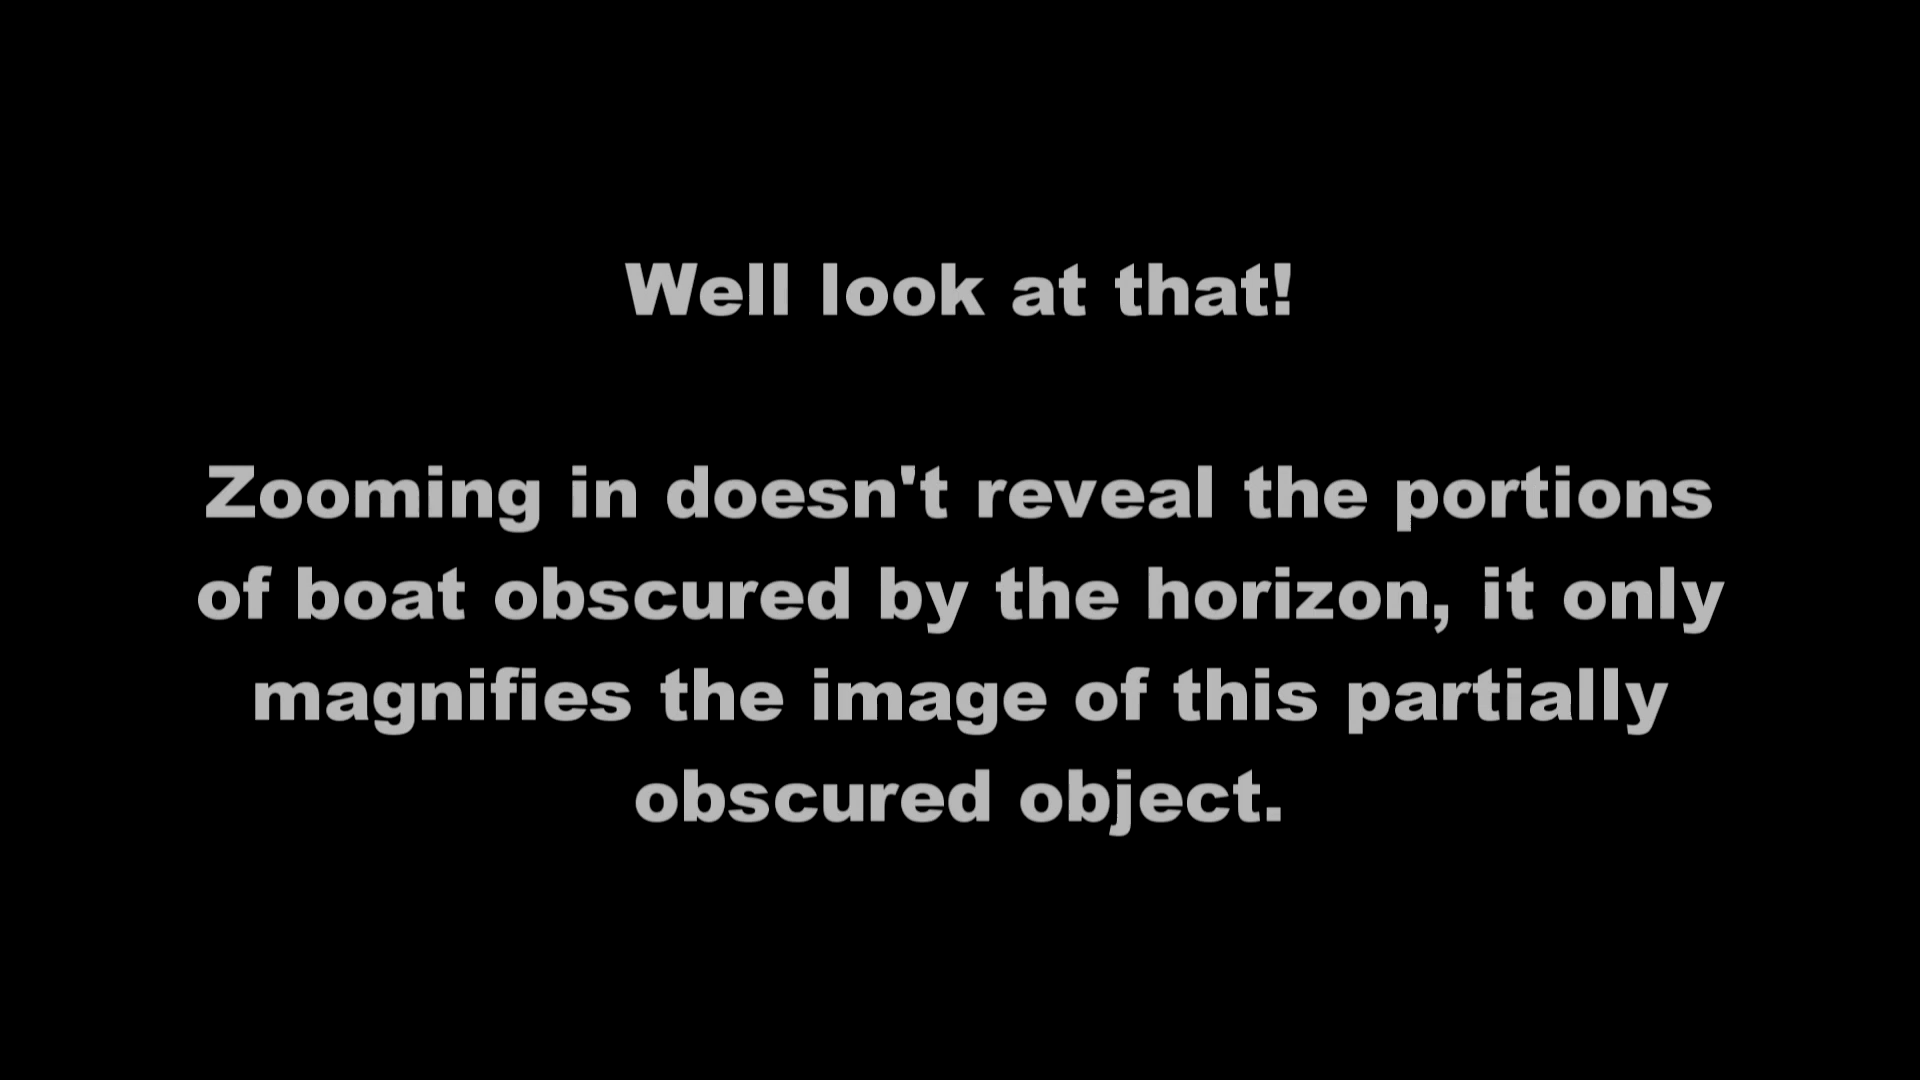 Well look at that!
Zooming in doesn't reveal the portions
of boat obscured by the horizon, it only
magnifies the image of this partially
obscured object.